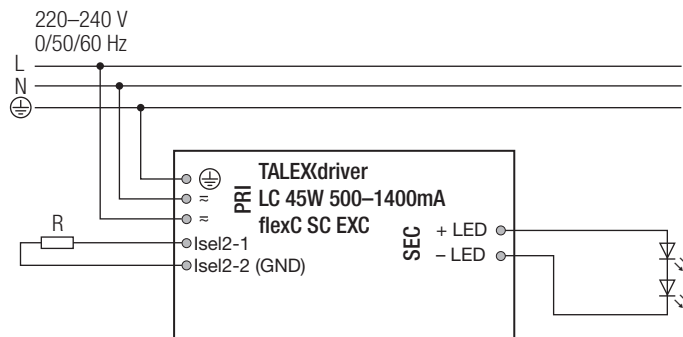 220–240 V
0/50/60 Hz
L
N
TALEXXdriver
LC 45W 500–1400mA
flexC SC EXC
PRI
≂
≂
R
Isel2-1
Isel2-2 (GND)
SEC
+ LED
– LED